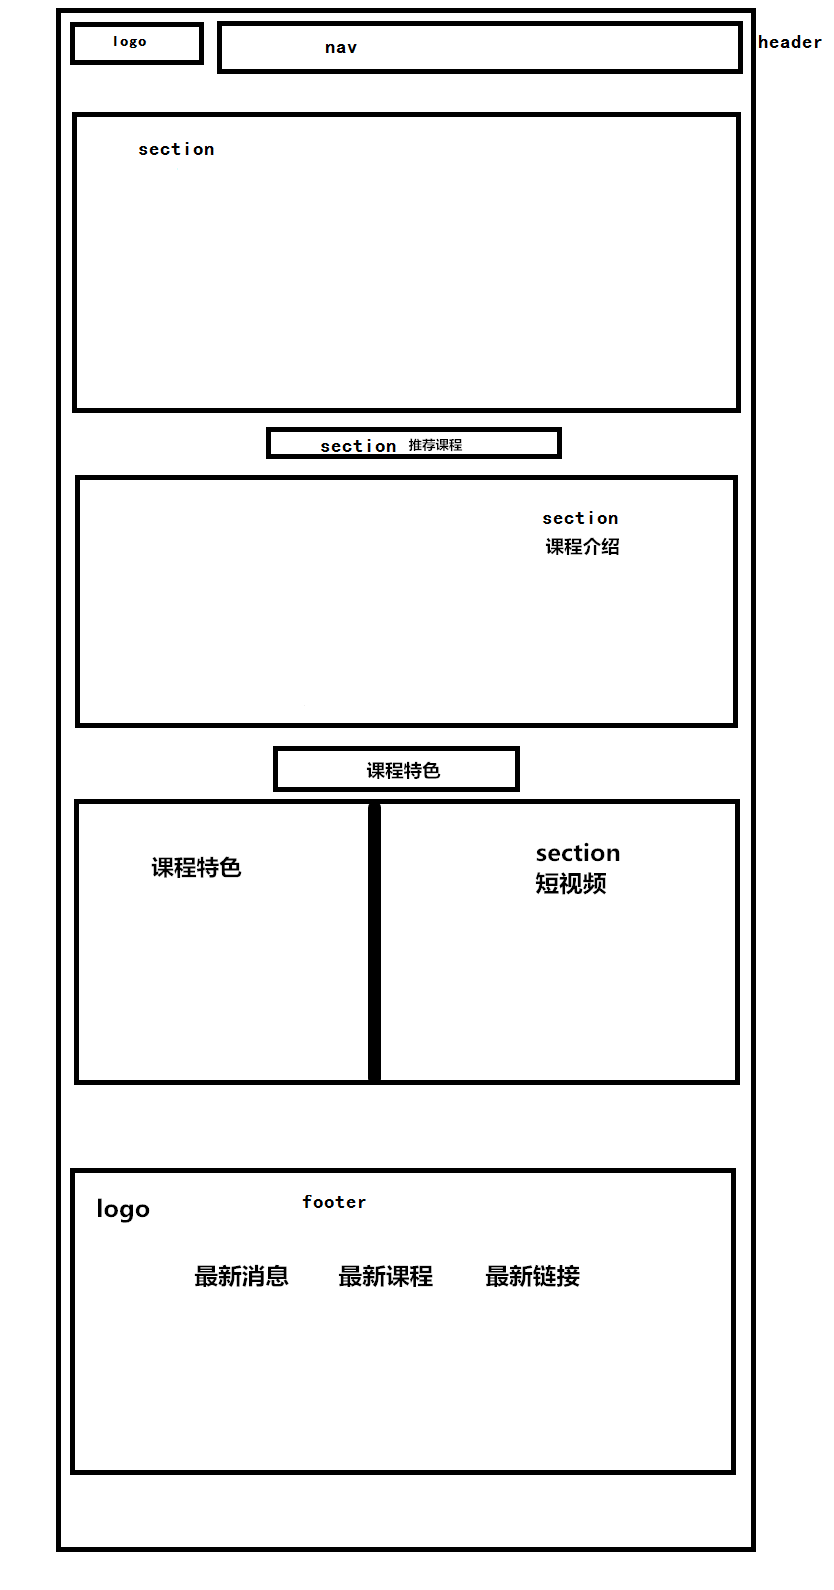 logo
nav
header
section
section 推荐课程
section
课程介绍
课程特色
课程特色
section
短视频
logo
footer
最新消息 最新课程 最新链接